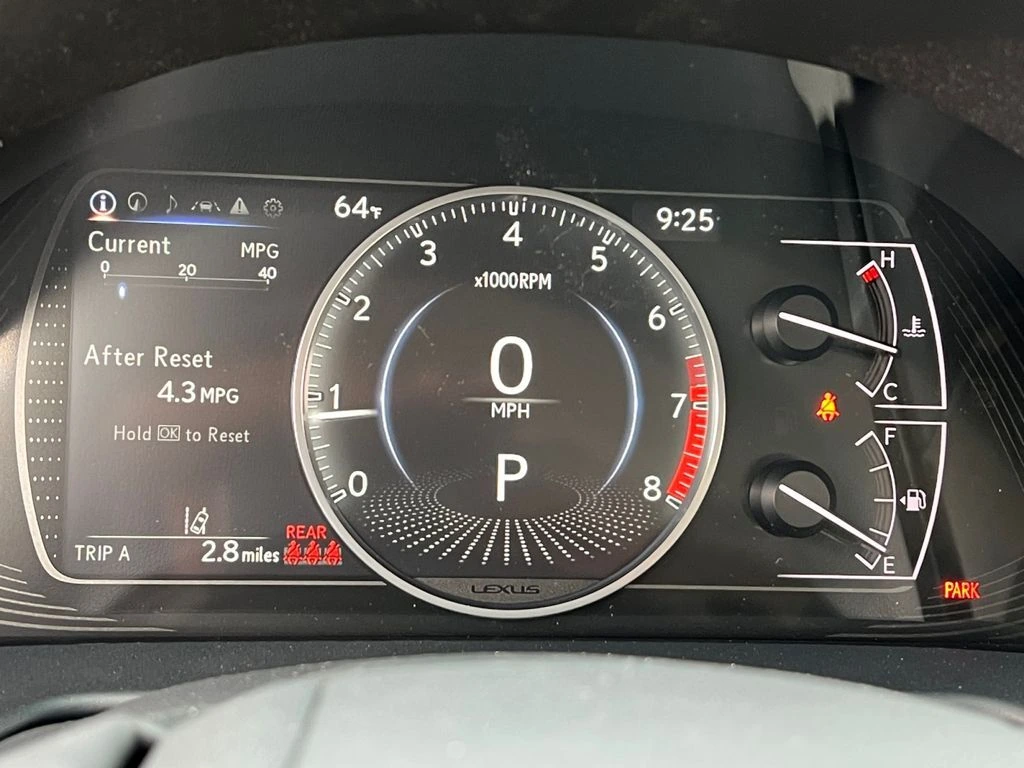 64°F
9:25
Current MPG
0 20 40
After Reset
4.3 MPG
Hold OK to Reset
TRIP A 2.8 miles
REAR
0
1
2
3
4
5
6
7
8
x1000RPM
0
MPH
P
LEXUS
H
C
F
E
PARK